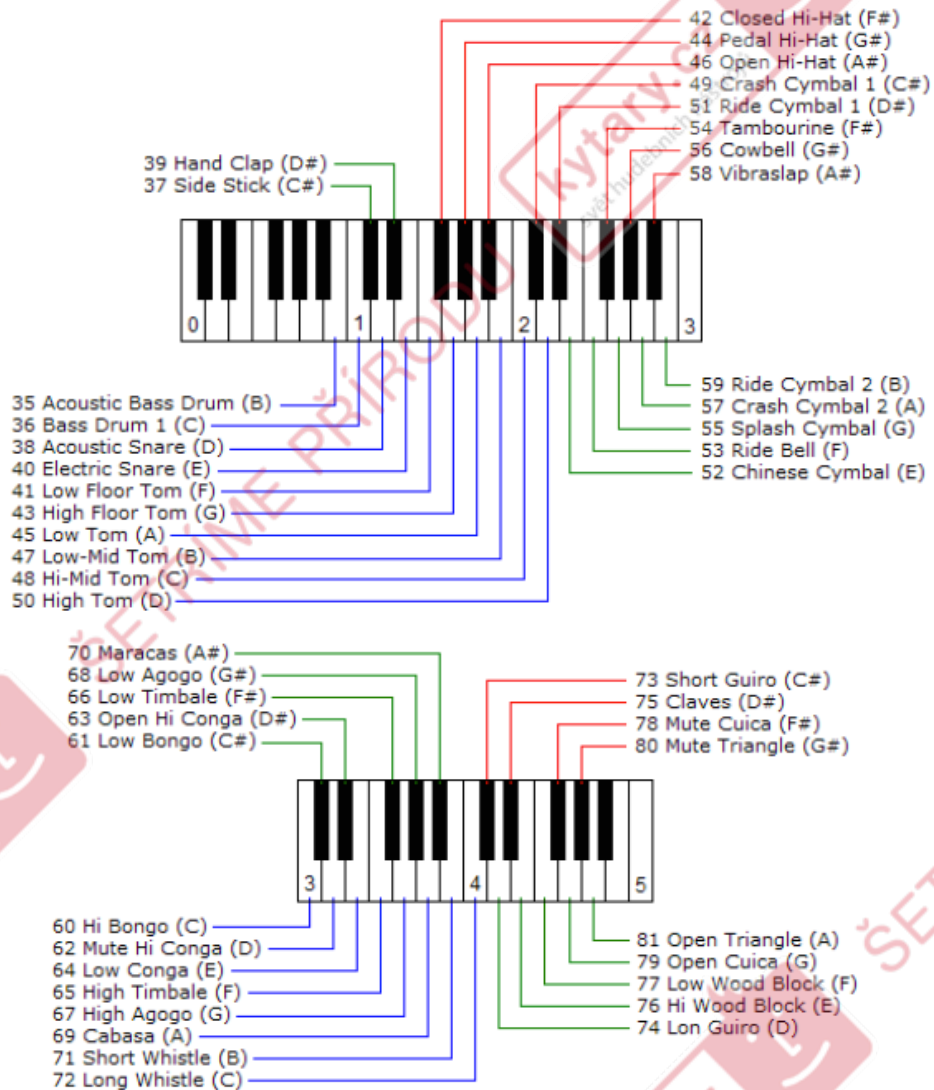 42 Closed Hi-Hat (F#)
44 Pedal Hi-Hat (G#)
46 Open Hi-Hat (A#)
49 Crash Cymbal 1 (C#)
51 Ride Cymbal 1 (D#)
54 Tambourine (F#)
56 Cowbell (G#)
58 Vibraslap (A#)
39 Hand Clap (D#)
37 Side Stick (C#)
kytary.cz
svět hudebních nástrojů
0 1 2 3
35 Acoustic Bass Drum (B)
36 Bass Drum 1 (C)
38 Acoustic Snare (D)
40 Electric Snare (E)
41 Low Floor Tom (F)
43 High Floor Tom (G)
45 Low Tom (A)
47 Low-Mid Tom (B)
48 Hi-Mid Tom (C)
50 High Tom (D)
59 Ride Cymbal 2 (B)
57 Crash Cymbal 2 (A)
55 Splash Cymbal (G)
53 Ride Bell (F)
52 Chinese Cymbal (E)
ŠETŘÍME PŘÍRODU
70 Maracas (A#)
68 Low Agogo (G#)
66 Low Timbale (F#)
63 Open Hi Conga (D#)
61 Low Bongo (C#)
73 Short Guiro (C#)
75 Claves (D#)
78 Mute Cuica (F#)
80 Mute Triangle (G#)
3 4 5
60 Hi Bongo (C)
62 Mute Hi Conga (D)
64 Low Conga (E)
65 High Timbale (F)
67 High Agogo (G)
69 Cabasa (A)
71 Short Whistle (B)
72 Long Whistle (C)
81 Open Triangle (A)
79 Open Cuica (G)
77 Low Wood Block (F)
76 Hi Wood Block (E)
74 Lon Guiro (D)